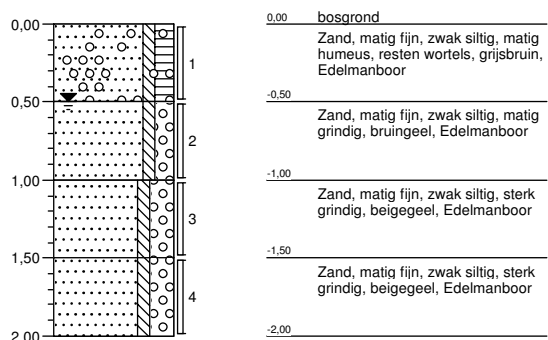 0,00
0,50
1,00
1,50
2,00
1
2
3
4
0,00 bosgrond
Zand, matig fijn, zwak siltig, matig
humeus, resten wortels, grijsbruin,
Edelmanboor
-0,50
Zand, matig fijn, zwak siltig, matig
grindig, bruingeel, Edelmanboor
-1,00
Zand, matig fijn, zwak siltig, sterk
grindig, beigegeel, Edelmanboor
-1,50
Zand, matig fijn, zwak siltig, sterk
grindig, beigegeel, Edelmanboor
-2,00